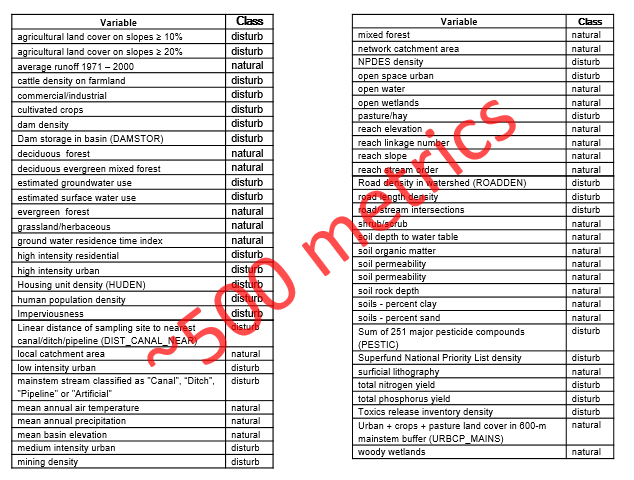 Variable Class
agricultural land cover on slopes ≥ 10% disturb
agricultural land cover on slopes ≥ 20% disturb
average runoff 1971 – 2000 natural
cattle density on farmland disturb
commercial/industrial disturb
cultivated crops disturb
dam density disturb
Dam storage in basin (DAMSTOR) disturb
deciduous forest natural
deciduous evergreen mixed forest natural
estimated groundwater use disturb
estimated surface water use disturb
evergreen forest natural
grassland/herbaceous natural
ground water residence time index natural
high intensity residential disturb
high intensity urban disturb
Housing unit density (HUDEN) disturb
human population density disturb
Imperviousness disturb
Linear distance of sampling site to nearest disturb
canal/ditch/pipeline (DIST_CANAL_NEAR)
local catchment area natural
low intensity urban disturb
mainstem stream classified as "Canal", "Ditch", disturb
"Pipeline" or "Artificial"
mean annual air temperature natural
mean annual precipitation natural
mean basin elevation natural
medium intensity urban disturb
mining density disturb
Variable Class
mixed forest natural
network catchment area natural
NPDES density disturb
open space urban disturb
open water natural
open wetlands natural
pasture/hay disturb
reach elevation natural
reach linkage number natural
reach slope natural
reach stream order natural
Road density in watershed (ROADDEN) disturb
road length density disturb
road/stream intersections disturb
shrub/scrub natural
soil depth to water table natural
soil organic matter natural
soil permeability natural
soil permeability natural
soil rock depth natural
soils - percent clay natural
soils - percent sand natural
Sum of 251 major pesticide compounds disturb
(PESTIC)
Superfund National Priority List density disturb
surficial lithography natural
total nitrogen yield disturb
total phosphorus yield disturb
Toxics release inventory density disturb
Urban + crops + pasture land cover in 600-m natural
mainstem buffer (URBCP_MAINS)
woody wetlands natural
~500 metrics